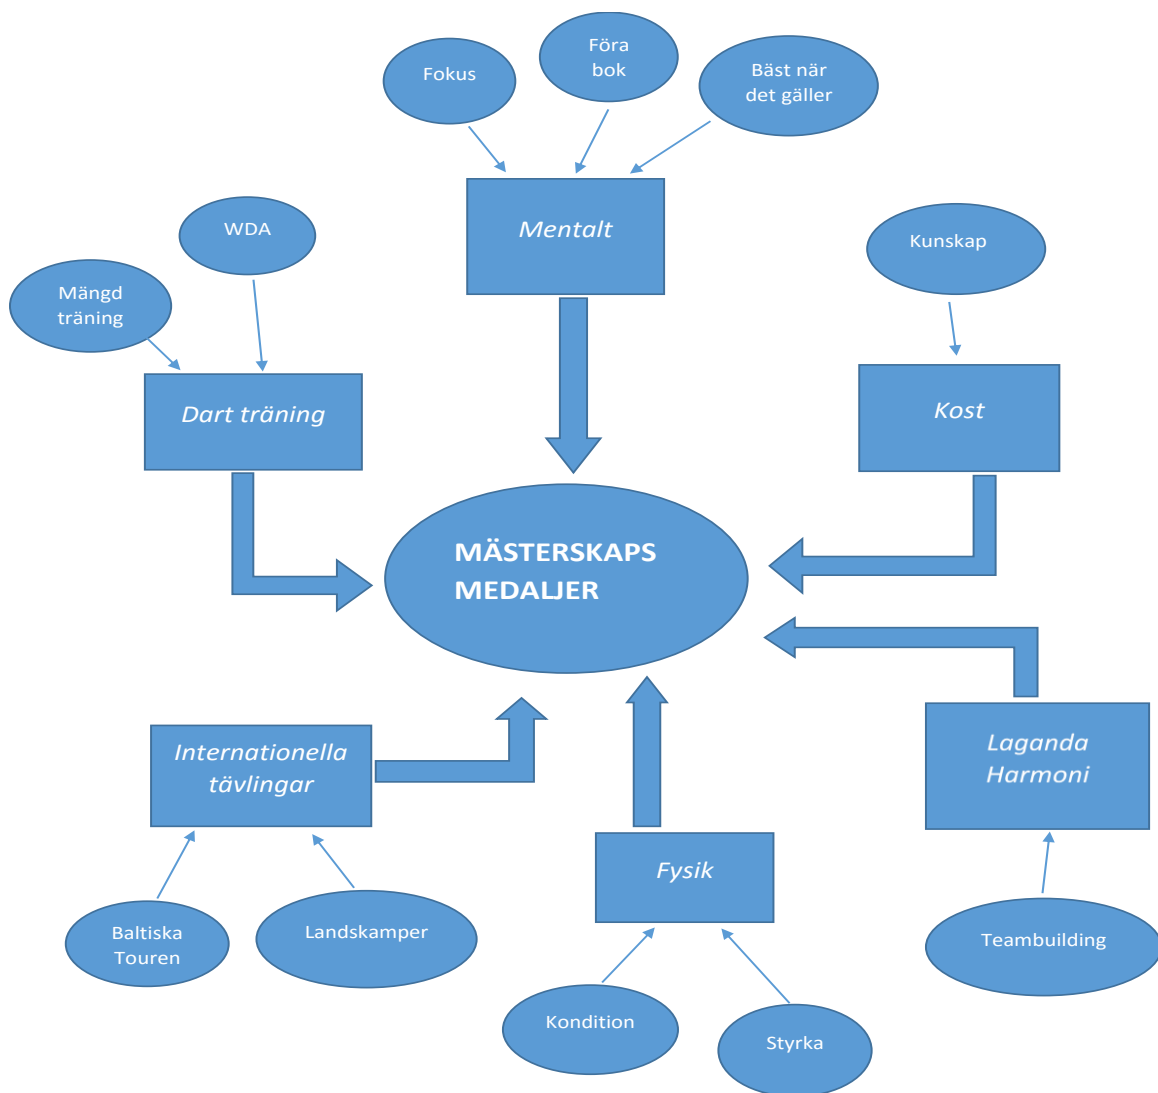 Fokus
Föra
bok
Bäst när
det gäller
Mentalt
WDA
Mängd
träning
Dart träning
Kunskap
Kost
MÄSTERSKAPS
MEDALJER
Internationella
tävlingar
Baltiska
Touren
Landskamper
Fysik
Kondition
Styrka
Laganda
Harmoni
Teambuilding